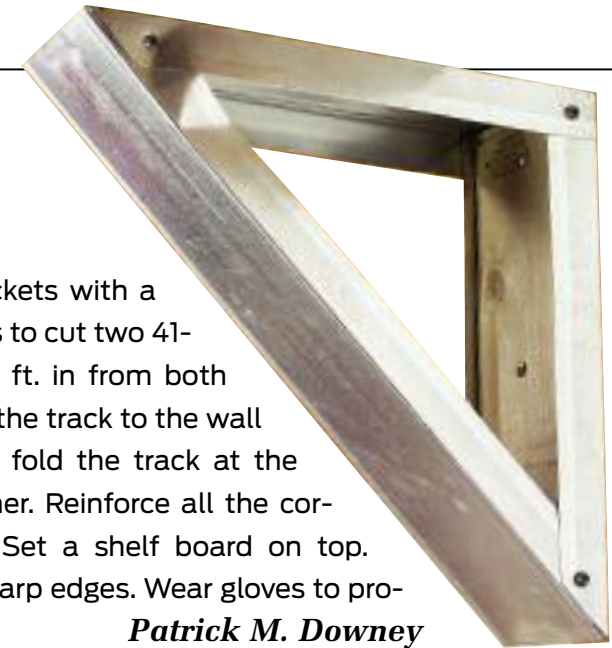 ckets with a
s to cut two 41-
ft. in from both
the track to the wall
fold the track at the
ner. Reinforce all the cor-
Set a shelf board on top.
arp edges. Wear gloves to pro-
Patrick M. Downey